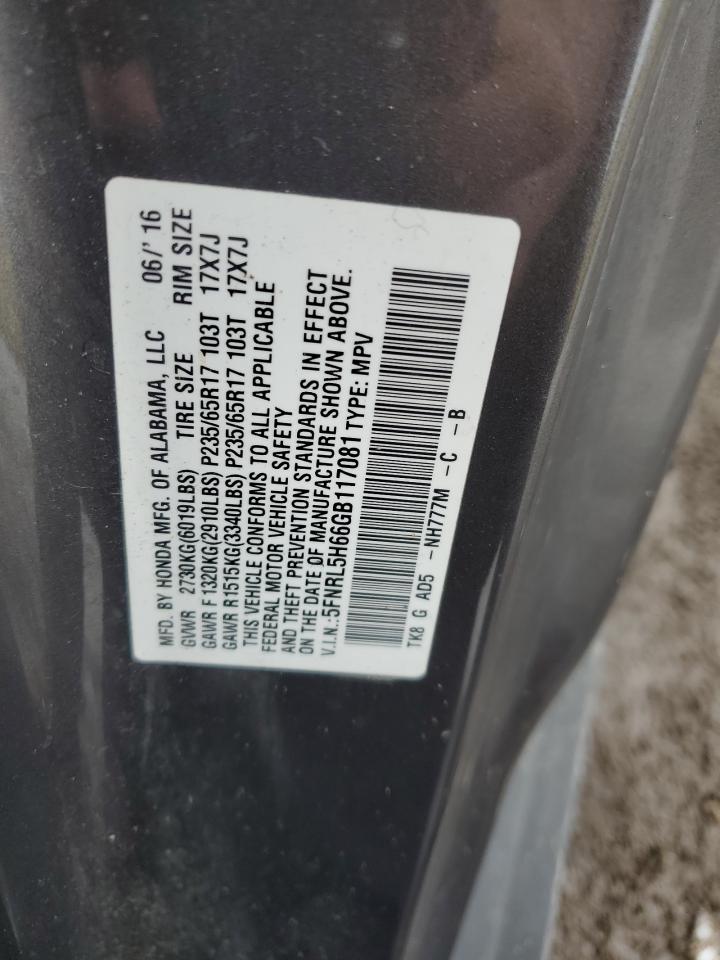 MFD. BY HONDA MFG. OF ALABAMA, LLC 06/' 16
GVWR 2730KG(6019LBS) TIRE SIZE RIM SIZE
GAWR F 1320KG(2910LBS) P235/65R17 103T 17X7J
GAWR R1515KG(3340LBS) P235/65R17 103T 17X7J
THIS VEHICLE CONFORMS TO ALL APPLICABLE
FEDERAL MOTOR VEHICLE SAFETY
AND THEFT PREVENTION STANDARDS IN EFFECT
ON THE DATE OF MANUFACTURE SHOWN ABOVE.
V.I.N.:5FNRL5H66GB117081 TYPE: MPV
TK8 G AD5 -NH777M -C -B